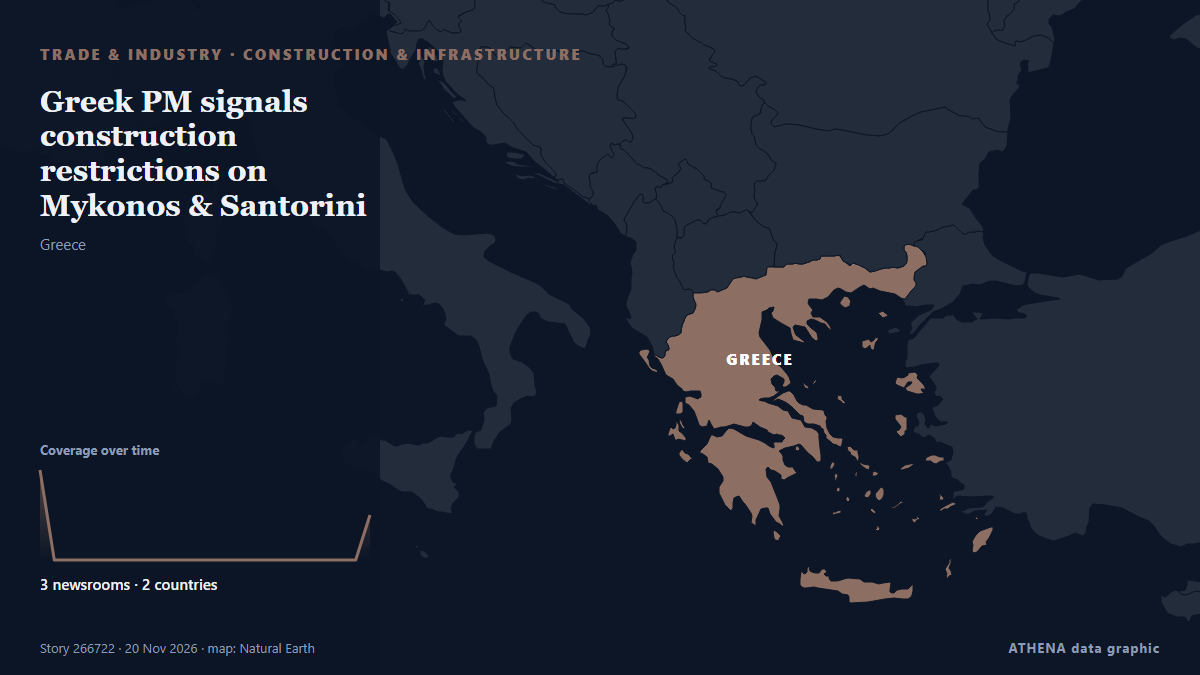 TRADE & INDUSTRY · CONSTRUCTION & INFRASTRUCTURE
Greek PM signals
construction
restrictions on
Mykonos & Santorini
Greece
GREECE
Coverage over time
3 newsrooms · 2 countries
Story 266722 · 20 Nov 2026 · map: Natural Earth
ATHENA data graphic